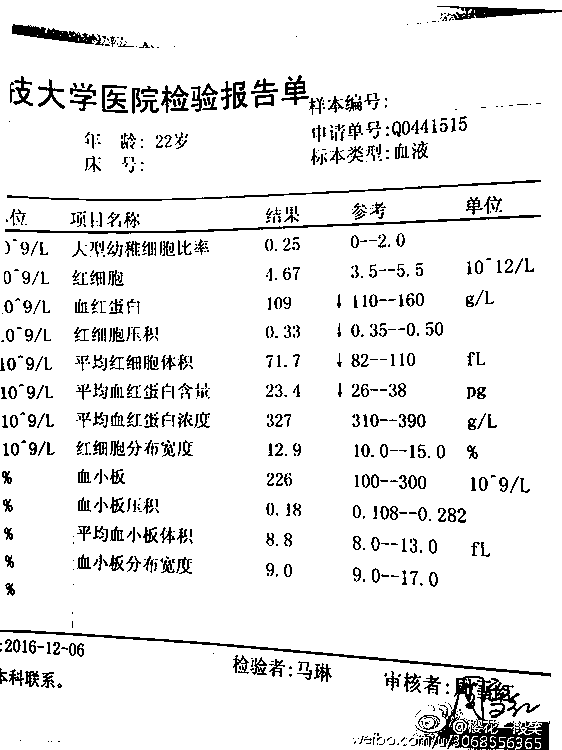 技大学医院检验报告单
样本编号:
年 龄: 22岁 申请单号:Q0441515
床 号: 标本类型:血液
位 项目名称 结果 参考 单位
0^9/L 大型幼稚细胞比率 0.25 0--2.0
0^9/L 红细胞 4.67 3.5--5.5 10^12/L
0^9/L 血红蛋白 109 ↓ 110--160 g/L
.0^9/L 红细胞压积 0.33 ↓ 0.35--0.50
10^9/L 平均红细胞体积 71.7 ↓ 82--110 fL
10^9/L 平均血红蛋白含量 23.4 ↓ 26--38 pg
10^9/L 平均血红蛋白浓度 327 310--390 g/L
10^9/L 红细胞分布宽度 12.9 10.0--15.0 %
% 血小板 226 100--300 10^9/L
% 血小板压积 0.18 0.108--0.282
% 平均血小板体积 8.8 8.0--13.0 fL
% 血小板分布宽度 9.0 9.0--17.0
%
:2016-12-06
本科联系。 检验者:马琳 审核者:
weibo.com/u/3068556365